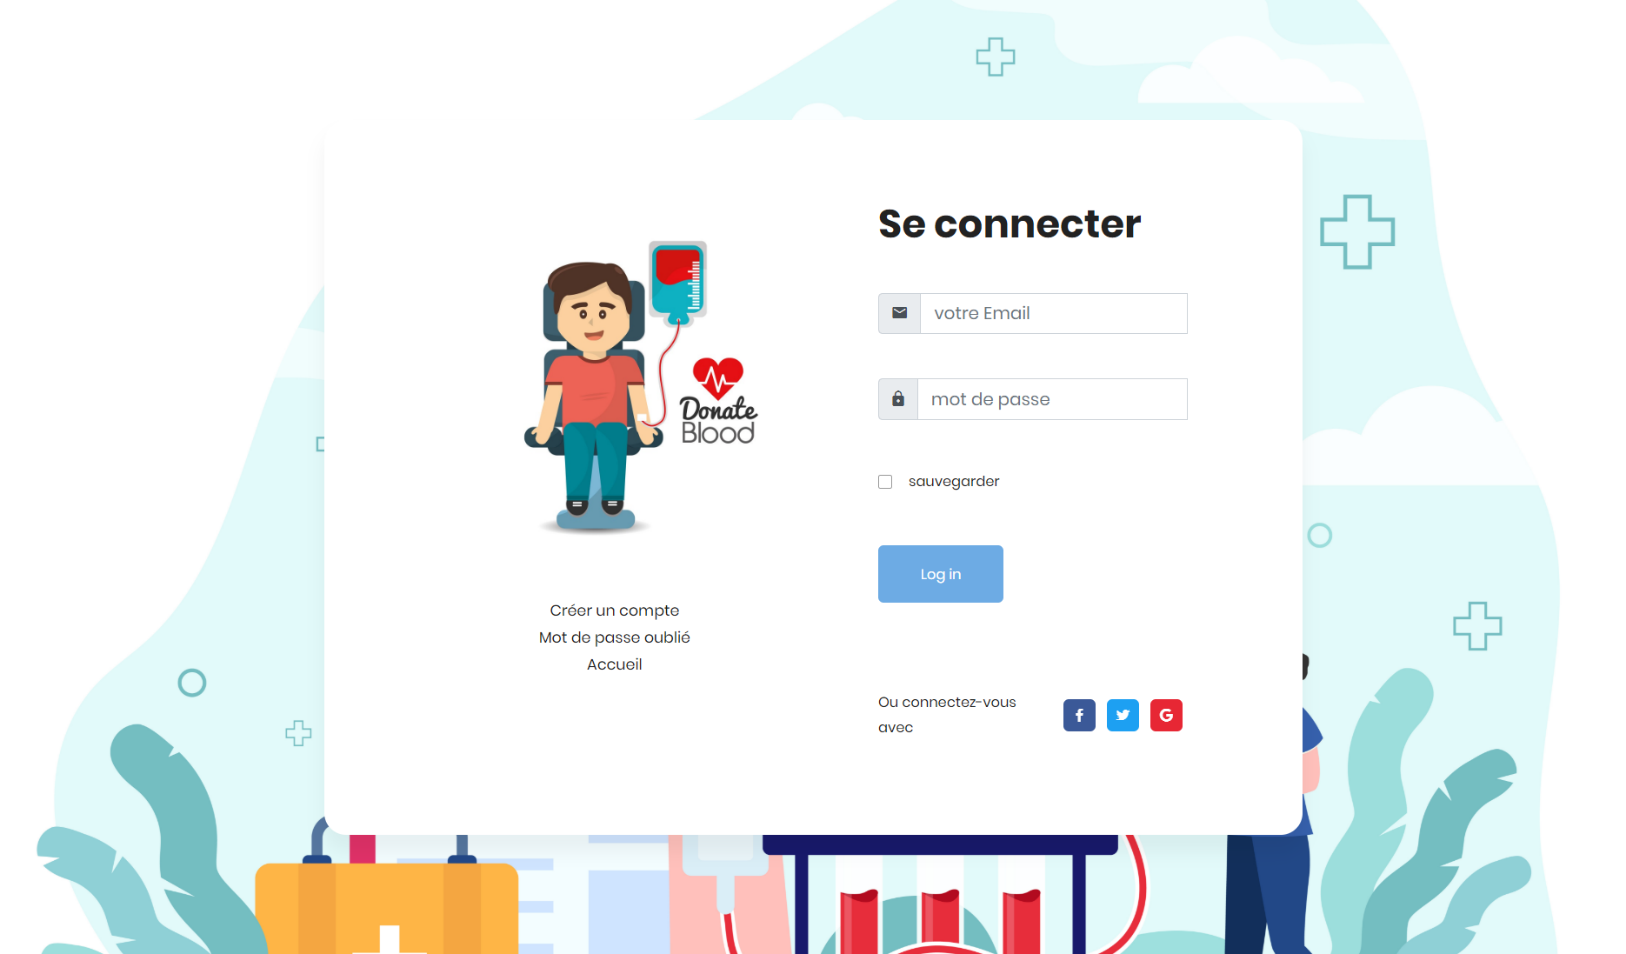 Se connecter
votre Email
mot de passe
sauvegarder
Log in
Donate
Blood
Créer un compte
Mot de passe oublié
Accueil
Ou connectez-vous
avec